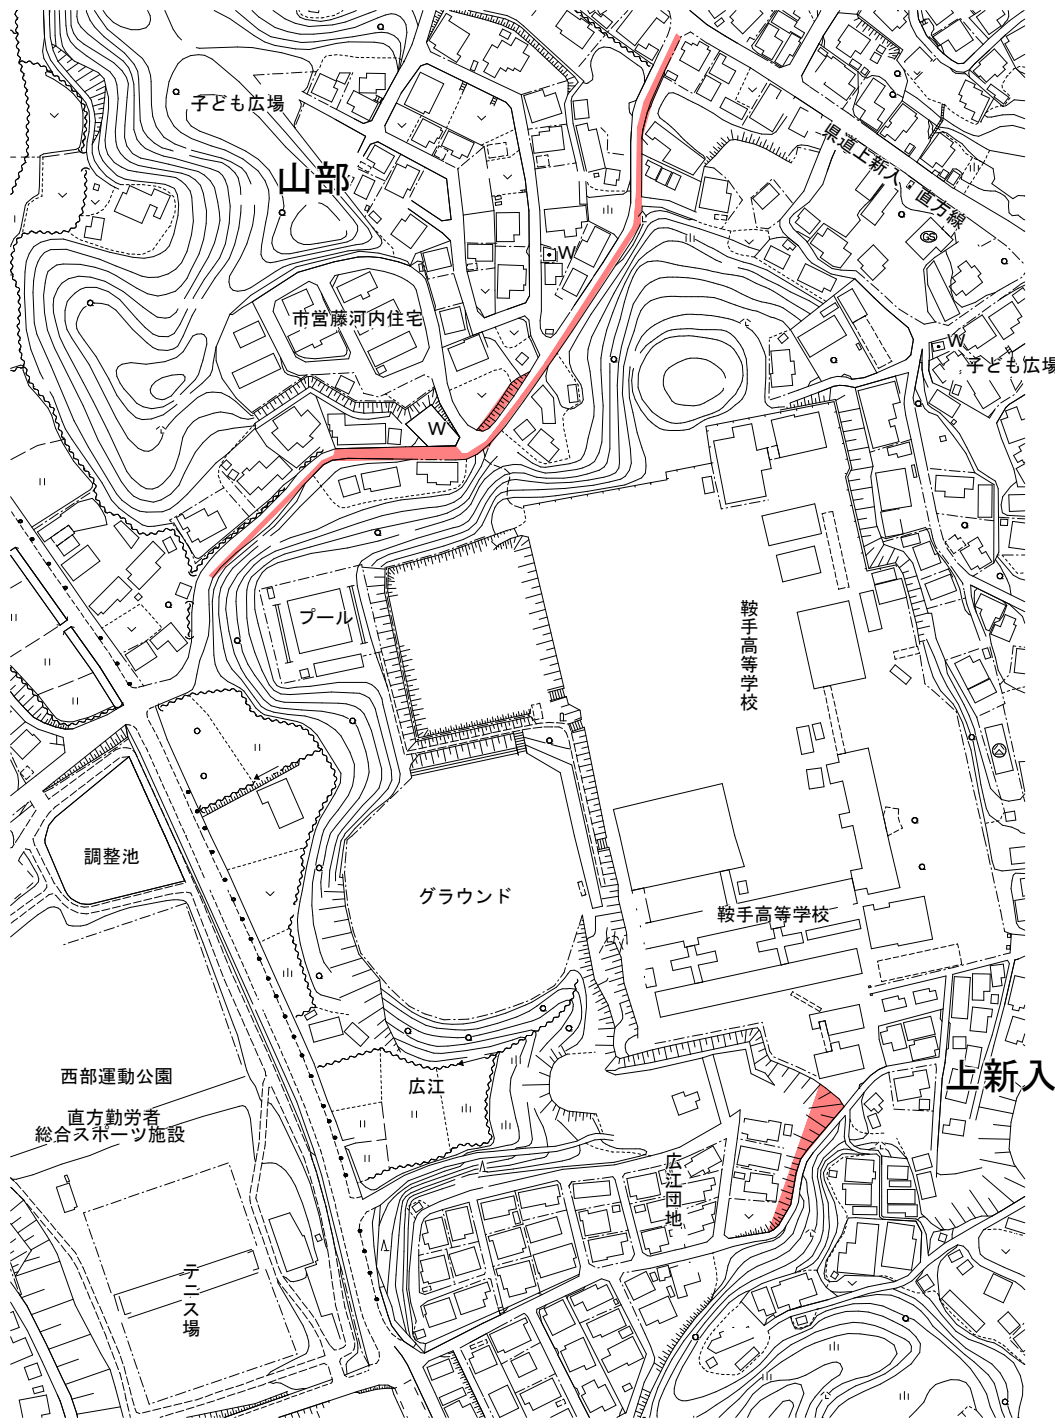 子ども広場
山部
県道上新入・直方線
GS
W
市営藤河内住宅
W
子ども広場
W
プール
鞍手高等学校
調整池
グラウンド
鞍手高等学校
西部運動公園
直方勤労者
総合スポーツ施設
広江
上新入
広江団地
テニス場